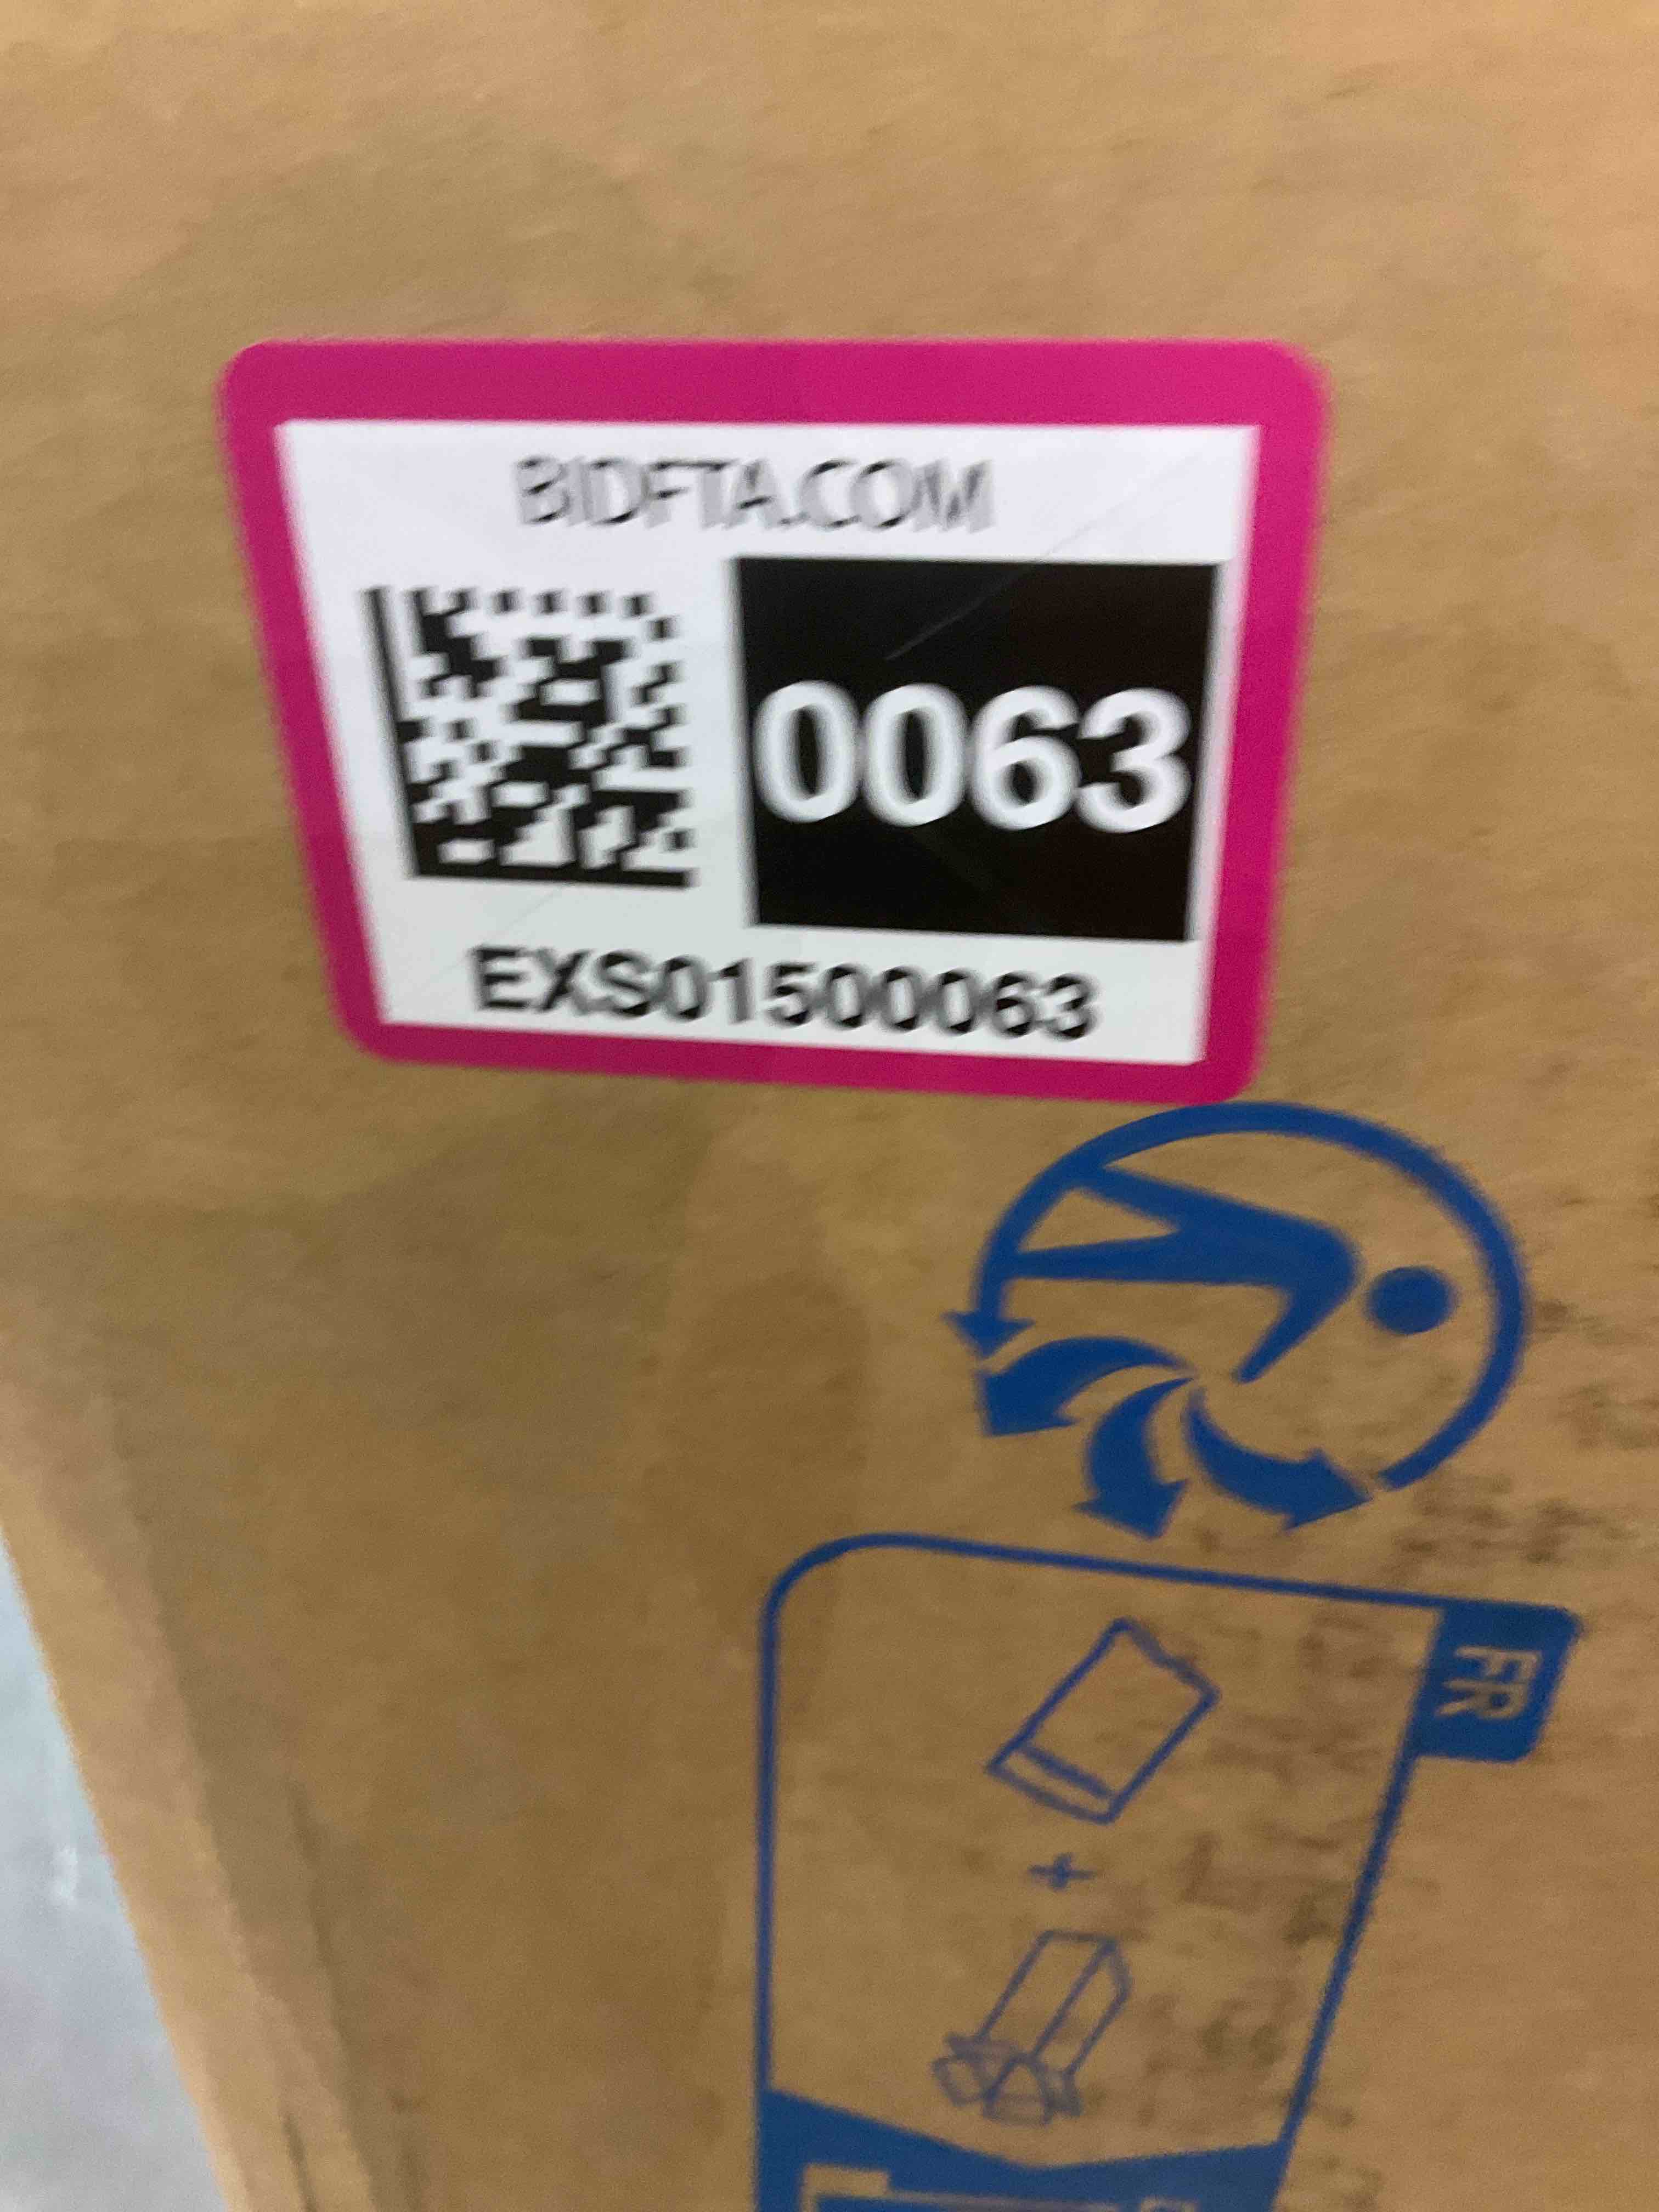 BIDFTA.COM
0063
EXS01500063
FR
+